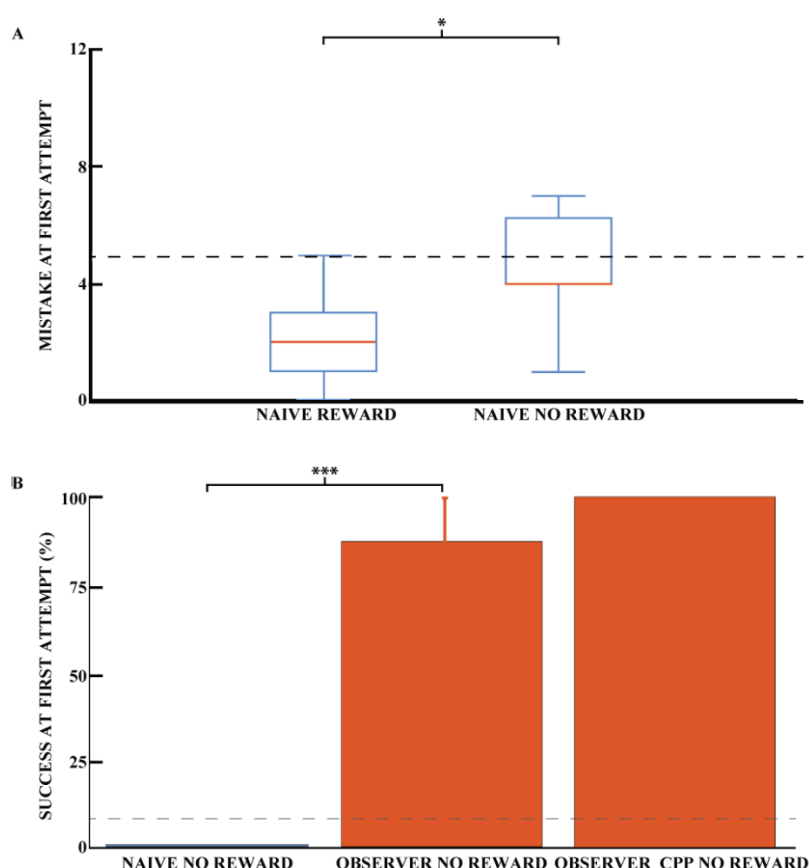 A
*
MISTAKE AT FIRST ATTEMPT
12
8
4
0
NAIVE REWARD NAIVE NO REWARD
B
***
SUCCESS AT FIRST ATTEMPT (%)
100
75
50
25
0
NAIVE NO REWARD OBSERVER NO REWARD OBSERVER CPP NO REWARD